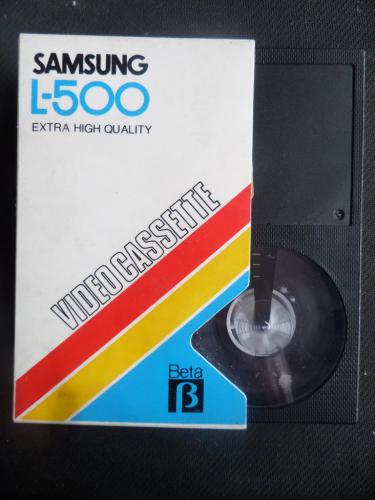 SAMSUNG
L-500
EXTRA HIGH QUALITY
VIDEO CASSETTE
Beta
β